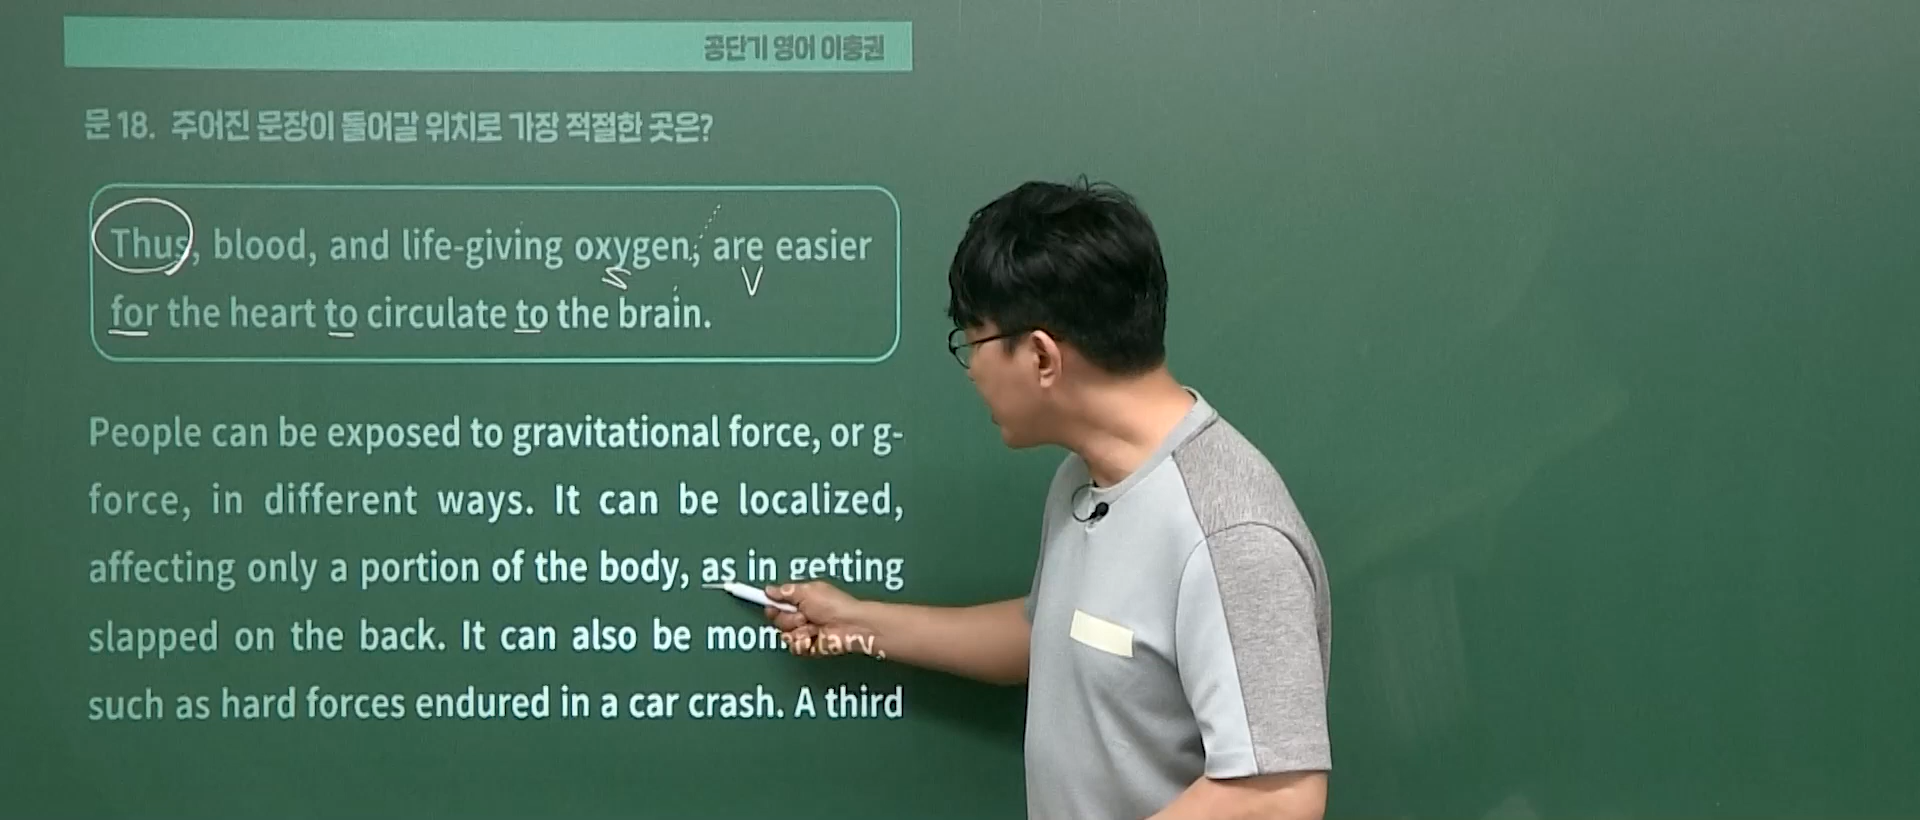 공단기 영어 이충권
문 18. 주어진 문장이 들어갈 위치로 가장 적절한 곳은?
Thus, blood, and life-giving oxygen, are easier
S V
for the heart to circulate to the brain.
People can be exposed to gravitational force, or g-
force, in different ways. It can be localized,
affecting only a portion of the body, as in getting
slapped on the back. It can also be momentary,
such as hard forces endured in a car crash. A third